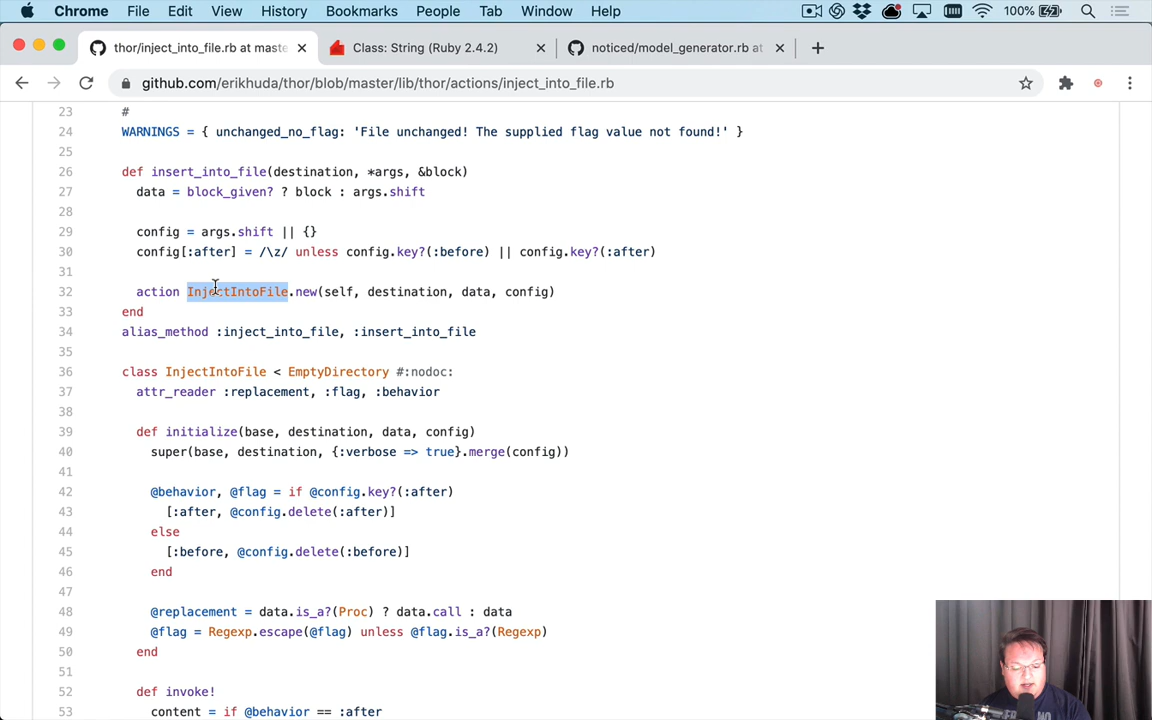 Chrome File Edit View History Bookmarks People Tab Window Help 100%
thor/inject_into_file.rb at maste
Class: String (Ruby 2.4.2)
noticed/model_generator.rb at
github.com/erikhuda/thor/blob/master/lib/thor/actions/inject_into_file.rb
23 #
24 WARNINGS = { unchanged_no_flag: 'File unchanged! The supplied flag value not found!' }
25
26 def insert_into_file(destination, *args, &block)
27 data = block_given? ? block : args.shift
28
29 config = args.shift || {}
30 config[:after] = /\z/ unless config.key?(:before) || config.key?(:after)
31
32 action InjectIntoFile.new(self, destination, data, config)
33 end
34 alias_method :inject_into_file, :insert_into_file
35
36 class InjectIntoFile < EmptyDirectory #:nodoc:
37 attr_reader :replacement, :flag, :behavior
38
39 def initialize(base, destination, data, config)
40 super(base, destination, {:verbose => true}.merge(config))
41
42 @behavior, @flag = if @config.key?(:after)
43 [:after, @config.delete(:after)]
44 else
45 [:before, @config.delete(:before)]
46 end
47
48 @replacement = data.is_a?(Proc) ? data.call : data
49 @flag = Regexp.escape(@flag) unless @flag.is_a?(Regexp)
50 end
51
52 def invoke!
53 content = if @behavior == :after